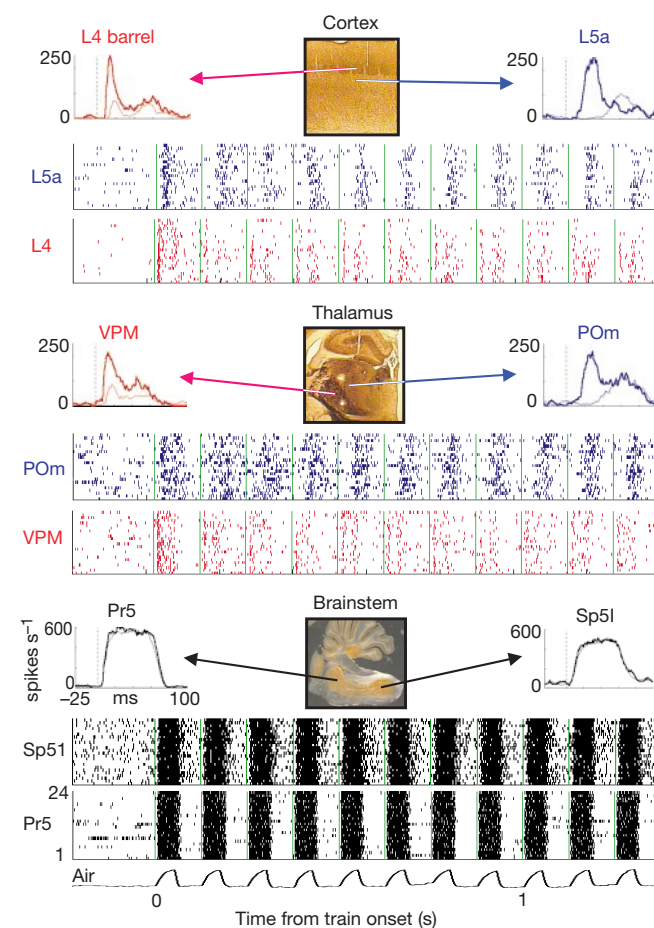 Cortex
L4 barrel
L5a
250
0
250
0
L5a
L4
Thalamus
VPM
POm
250
0
250
0
POm
VPM
Brainstem
Pr5
Sp5I
spikes s⁻¹
600
0
−25 ms 100
600
0
Sp51
24
Pr5
1
Air
0 1
Time from train onset (s)